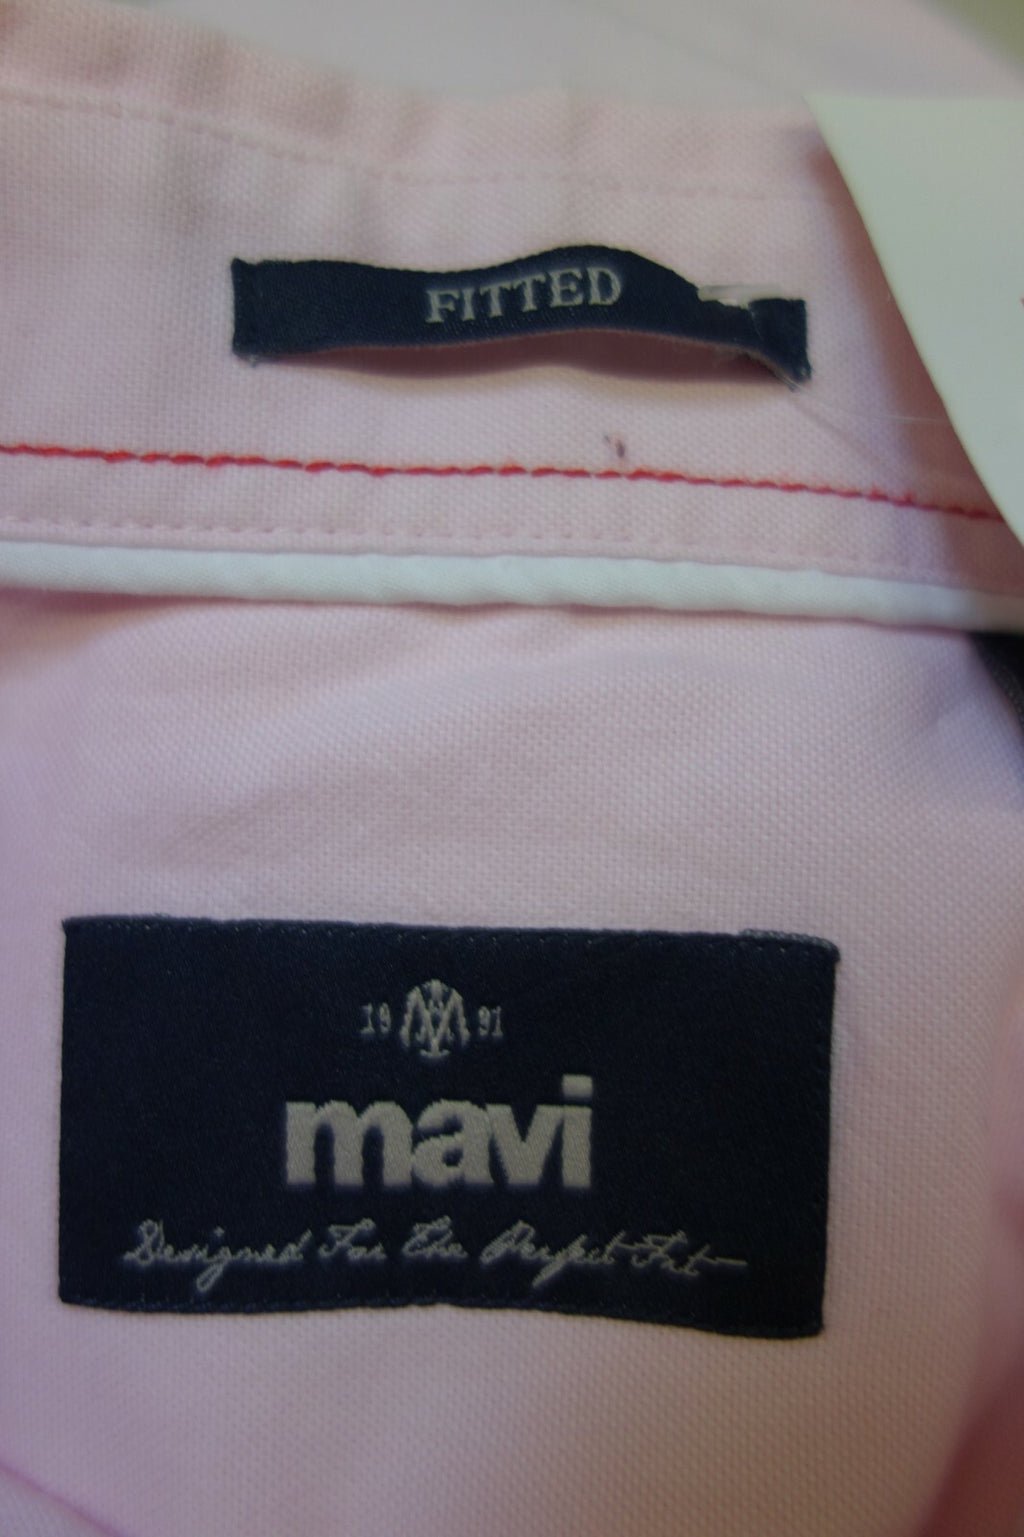 FITTED
19 91
mavi
Designed For The Perfect Fit